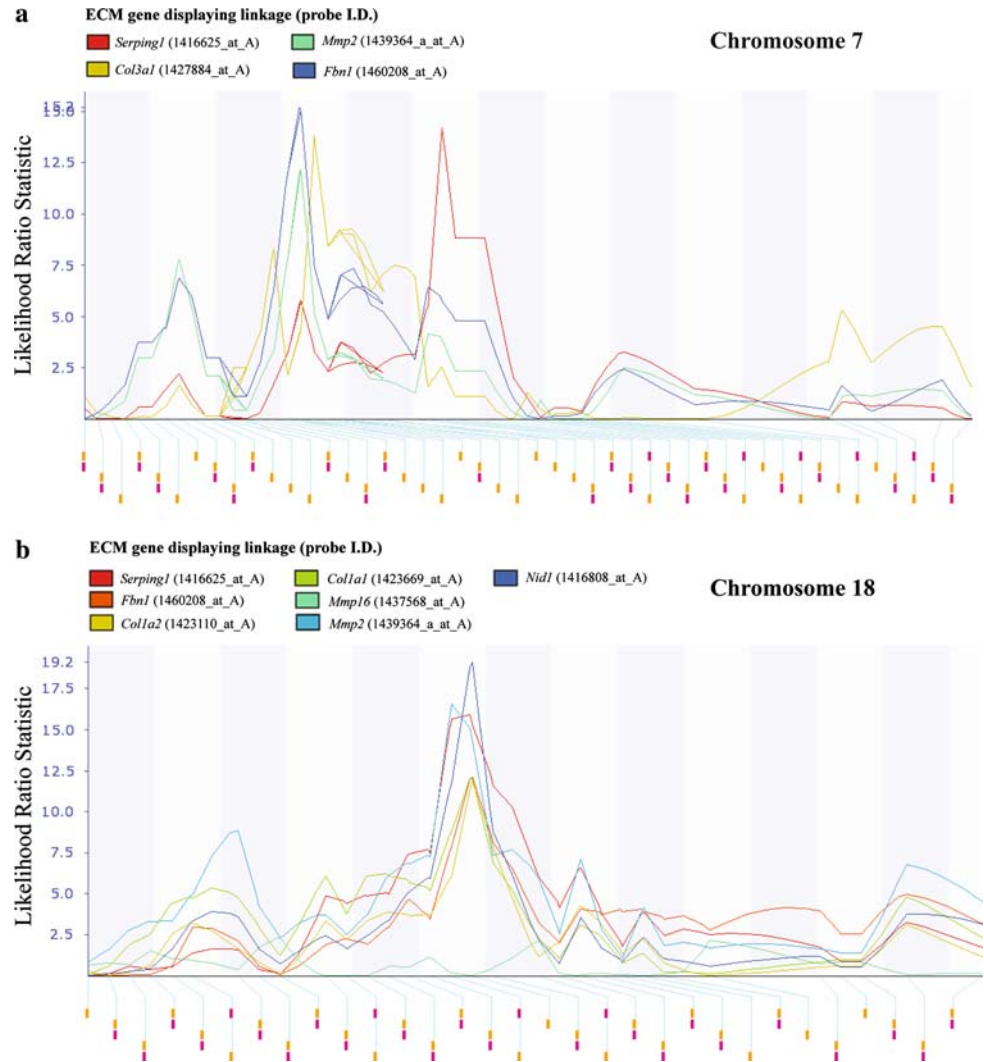 a
ECM gene displaying linkage (probe I.D.)
Serping1 (1416625_at_A)
Mmp2 (1439364_a_at_A)
Chromosome 7
Col3a1 (1427884_at_A)
Fbn1 (1460208_at_A)
Likelihood Ratio Statistic
15.2
15.0
12.5
10.0
7.5
5.0
2.5
b
ECM gene displaying linkage (probe I.D.)
Serping1 (1416625_at_A)
Col1a1 (1423669_at_A)
Nid1 (1416808_at_A)
Chromosome 18
Fbn1 (1460208_at_A)
Mmp16 (1437568_at_A)
Col1a2 (1423110_at_A)
Mmp2 (1439364_a_at_A)
Likelihood Ratio Statistic
19.2
17.5
15.0
12.5
10.0
7.5
5.0
2.5